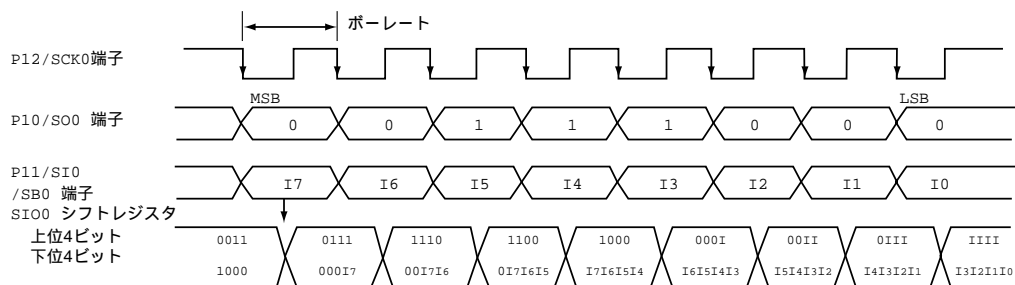 ボーレート
P12/SCK0端子
MSB LSB
P10/SO0 端子 0 0 1 1 1 0 0 0
P11/SI0
/SB0 端子 I7 I6 I5 I4 I3 I2 I1 I0
SIO0 シフトレジスタ
上位4ビット 0011 0111 1110 1100 1000 000I 00II 0III IIII
下位4ビット 1000 000I7 00I7I6 0I7I6I5 I7I6I5I4 I6I5I4I3 I5I4I3I2 I4I3I2I1 I3I2I1I0